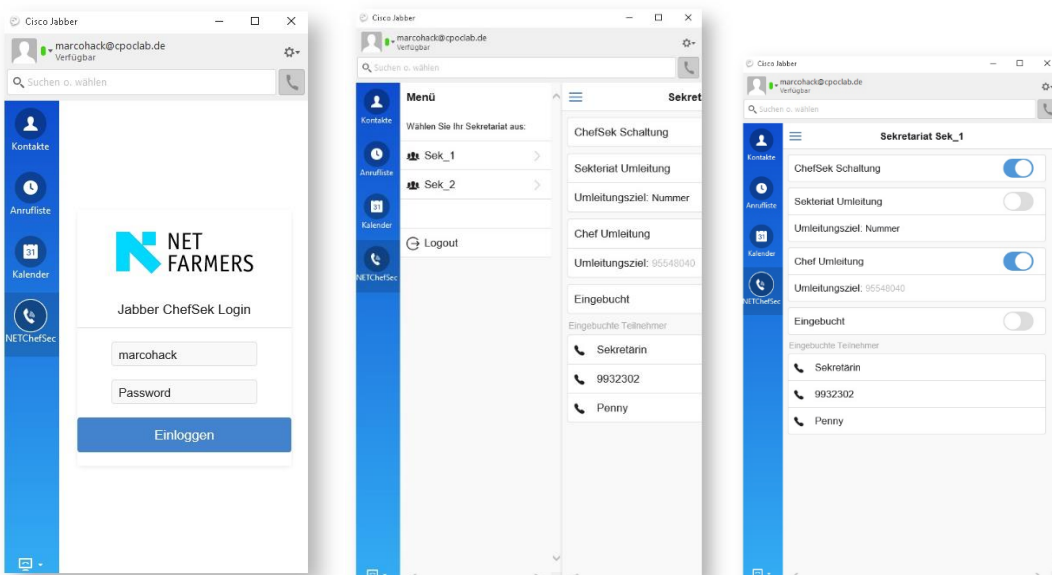 Cisco Jabber
marcohack@cpoclab.de
Verfügbar
Suchen o. wählen
Kontakte
Anrufliste
31
Kalender
NETChefSec
NET
FARMERS
Jabber ChefSek Login
marcohack
Password
Einloggen
Cisco Jabber
marcohack@cpoclab.de
Verfügbar
Suchen o. wählen
Kontakte
Anrufliste
31
Kalender
NETChefSec
Menü
Wählen Sie Ihr Sekretariat aus:
Sek_1
Sek_2
Logout
Sekret
ChefSek Schaltung
Sekteriat Umleitung
Umleitungsziel: Nummer
Chef Umleitung
Umleitungsziel: 95548040
Eingebucht
Eingebuchte Teilnehmer
Sekretärin
9932302
Penny
Cisco Jabber
marcohack@cpoclab.de
Verfügbar
Suchen o. wählen
Kontakte
Anrufliste
31
Kalender
NETChefSec
Sekretariat Sek_1
ChefSek Schaltung
Sekteriat Umleitung
Umleitungsziel: Nummer
Chef Umleitung
Umleitungsziel: 95548040
Eingebucht
Eingebuchte Teilnehmer
Sekretärin
9932302
Penny